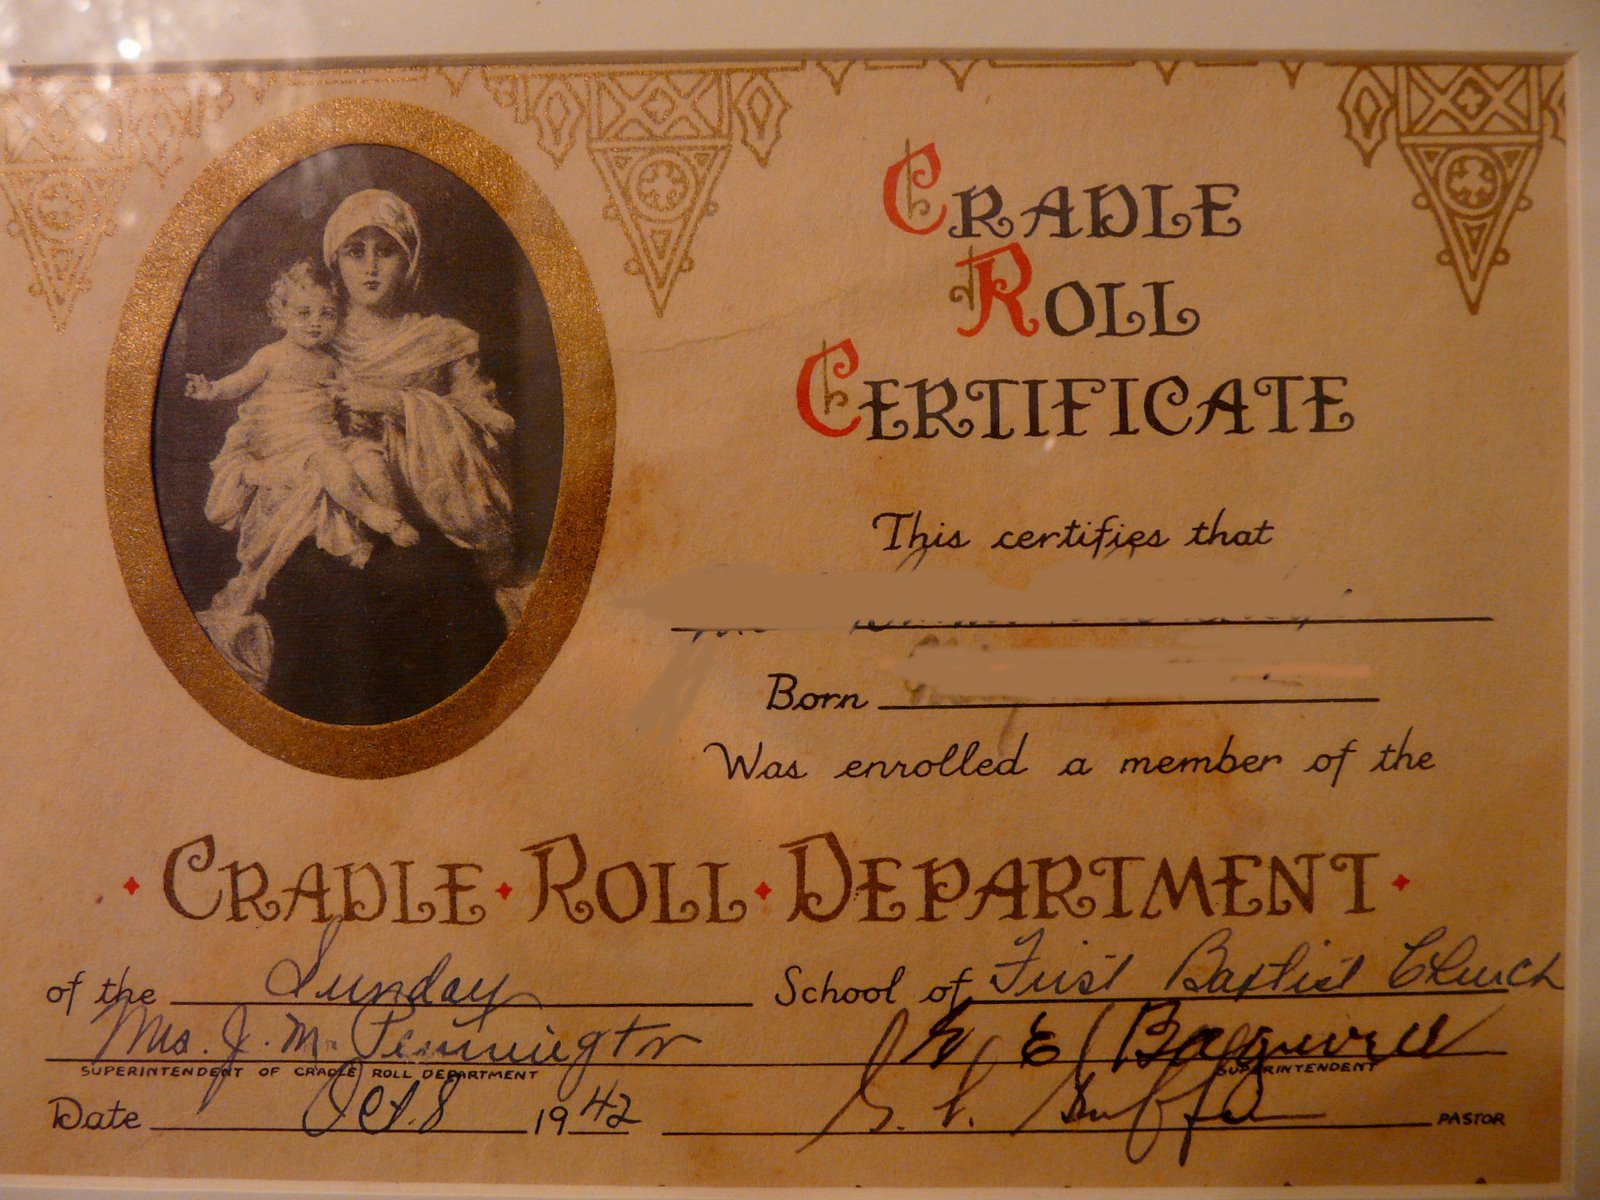 CRADLE
ROLL
CERTIFICATE
This certifies that
Born
Was enrolled a member of the
CRADLE · ROLL · DEPARTMENT
of the Sunday School of First Baptist Church
Mrs. J. M. Pennington
SUPERINTENDENT OF CRADLE ROLL DEPARTMENT SUPERINTENDENT
Date Oct. 8 1942 PASTOR